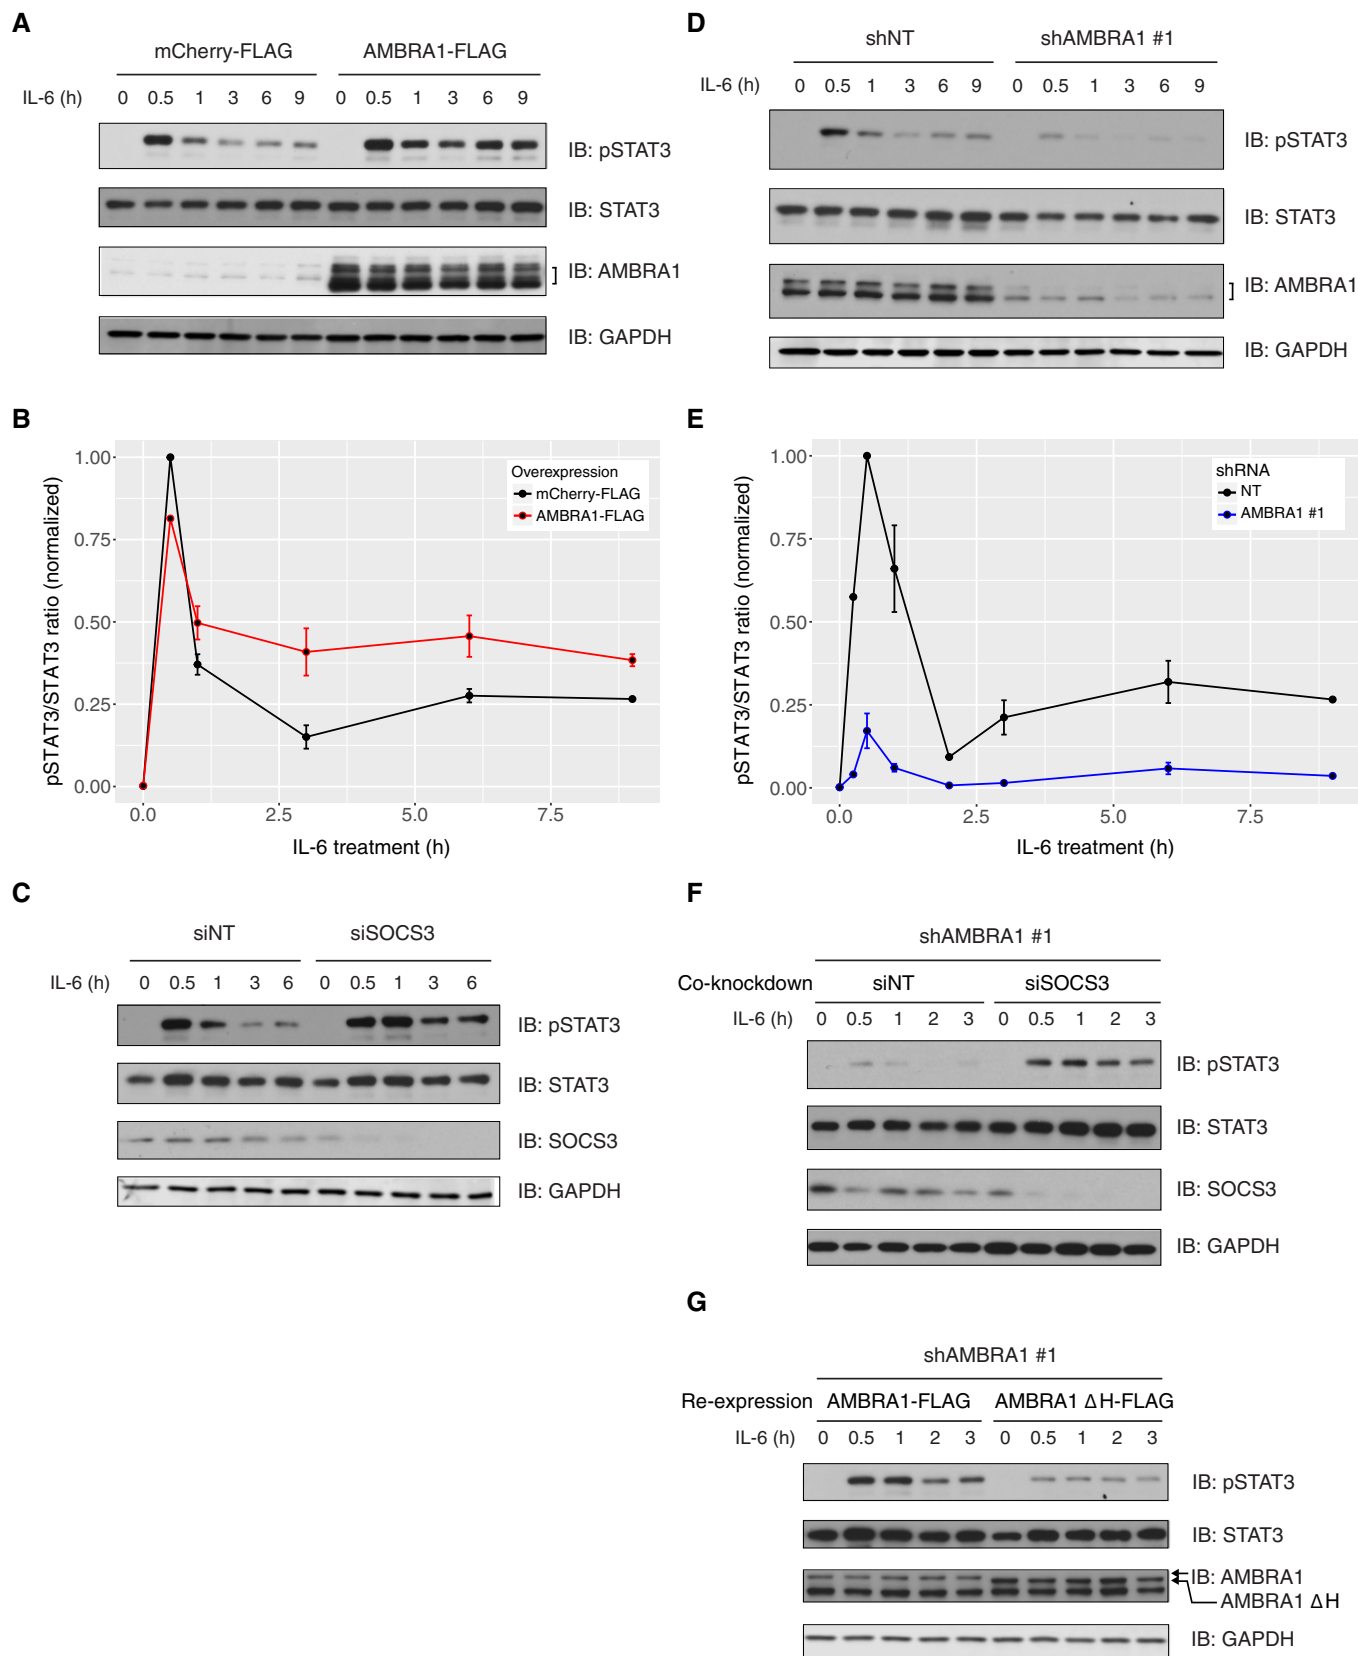 A
mCherry-FLAG AMBRA1-FLAG
IL-6 (h) 0 0.5 1 3 6 9 0 0.5 1 3 6 9
IB: pSTAT3
IB: STAT3
IB: AMBRA1
IB: GAPDH
B
pSTAT3/STAT3 ratio (normalized)
1.00
0.75
0.50
0.25
0.00
Overexpression
mCherry-FLAG
AMBRA1-FLAG
0.0 2.5 5.0 7.5
IL-6 treatment (h)
C
siNT siSOCS3
IL-6 (h) 0 0.5 1 3 6 0 0.5 1 3 6
IB: pSTAT3
IB: STAT3
IB: SOCS3
IB: GAPDH
D
shNT shAMBRA1 #1
IL-6 (h) 0 0.5 1 3 6 9 0 0.5 1 3 6 9
IB: pSTAT3
IB: STAT3
IB: AMBRA1
IB: GAPDH
E
pSTAT3/STAT3 ratio (normalized)
1.00
0.75
0.50
0.25
0.00
shRNA
NT
AMBRA1 #1
0.0 2.5 5.0 7.5
IL-6 treatment (h)
F
shAMBRA1 #1
Co-knockdown siNT siSOCS3
IL-6 (h) 0 0.5 1 2 3 0 0.5 1 2 3
IB: pSTAT3
IB: STAT3
IB: SOCS3
IB: GAPDH
G
shAMBRA1 #1
Re-expression AMBRA1-FLAG AMBRA1 ΔH-FLAG
IL-6 (h) 0 0.5 1 2 3 0 0.5 1 2 3
IB: pSTAT3
IB: STAT3
IB: AMBRA1
AMBRA1 ΔH
IB: GAPDH